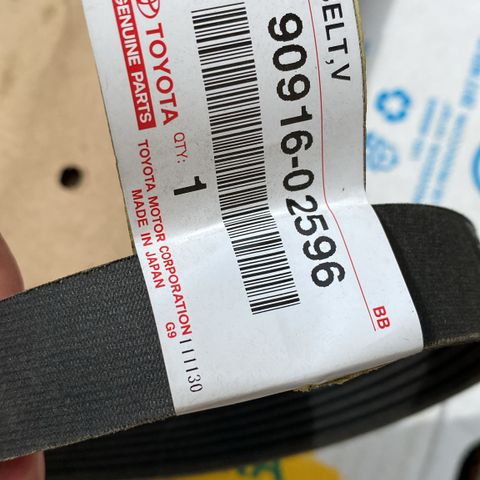 TOYOTA
GENUINE PARTS
BELT,V
90916-02596
QTY:
1
TOYOTA MOTOR CORPORATION
MADE IN JAPAN
G9
111130
BB